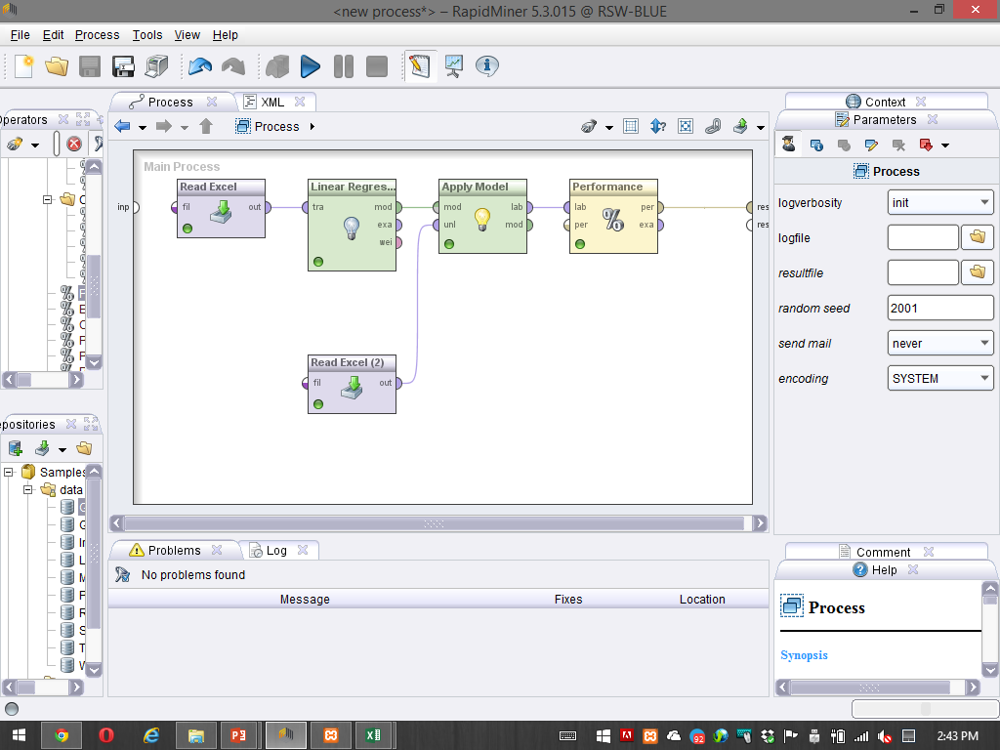 <new process*> – RapidMiner 5.3.015 @ RSW-BLUE
File Edit Process Tools View Help
Process
XML
Process
Main Process
inp
Read Excel
fil out
Linear Regres...
tra mod
exa
wei
Apply Model
mod lab
unl mod
Performance
lab per
per exa
res
res
Read Excel (2)
fil out
Context
Parameters
Process
logverbosity init
logfile
resultfile
random seed 2001
send mail never
encoding SYSTEM
Samples
data
Problems
Log
No problems found
Message Fixes Location
Comment
Help
Process
Synopsis
92
2:43 PM